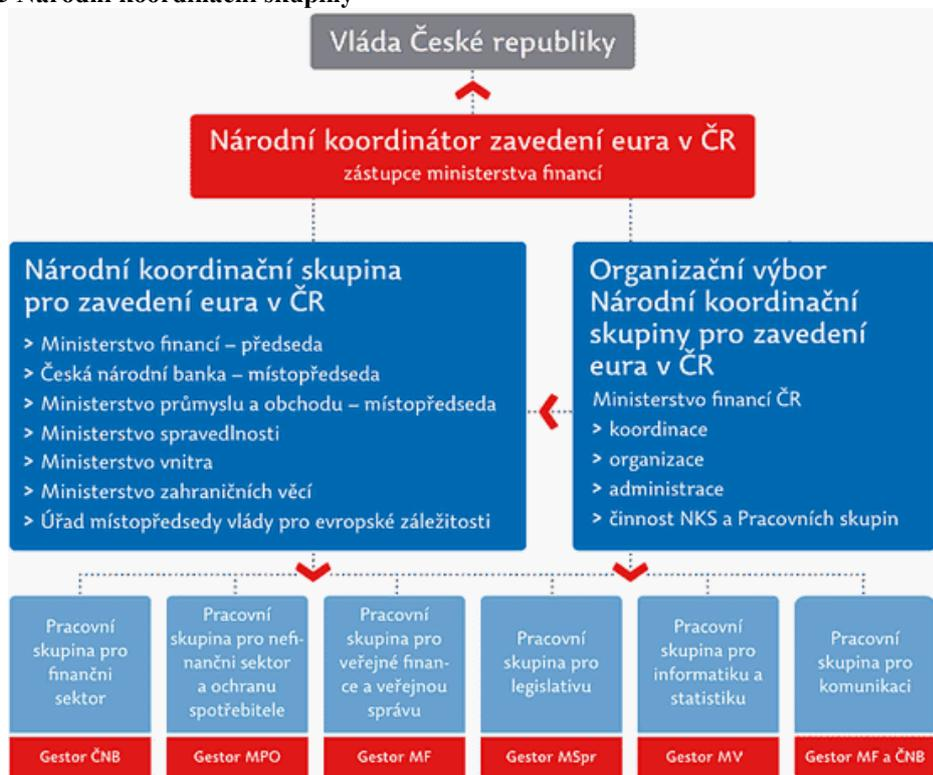 Národní koordinační skupiny
Vláda České republiky
Národní koordinátor zavedení eura v ČR
zástupce ministerstva financí
Národní koordinační skupina
pro zavedení eura v ČR
> Ministerstvo financí – předseda
> Česká národní banka – místopředseda
> Ministerstvo průmyslu a obchodu – místopředseda
> Ministerstvo spravedlnosti
> Ministerstvo vnitra
> Ministerstvo zahraničních věcí
> Úřad místopředsedy vlády pro evropské záležitosti
Organizační výbor
Národní koordinační
skupiny pro zavedení
eura v ČR
Ministerstvo financí ČR
> koordinace
> organizace
> administrace
> činnost NKS a Pracovních skupin
Pracovní
skupina pro
finanční
sektor
Gestor ČNB
Pracovní
skupina pro nefi-
nanční sektor
a ochranu
spotřebitele
Gestor MPO
Pracovní
skupina pro
veřejné finan-
ce a veřejnou
správu
Gestor MF
Pracovní
skupina pro
legislativu
Gestor MSpr
Pracovní
skupina pro
informatiku a
statistiku
Gestor MV
Pracovní
skupina pro
komunikaci
Gestor MF a ČNB